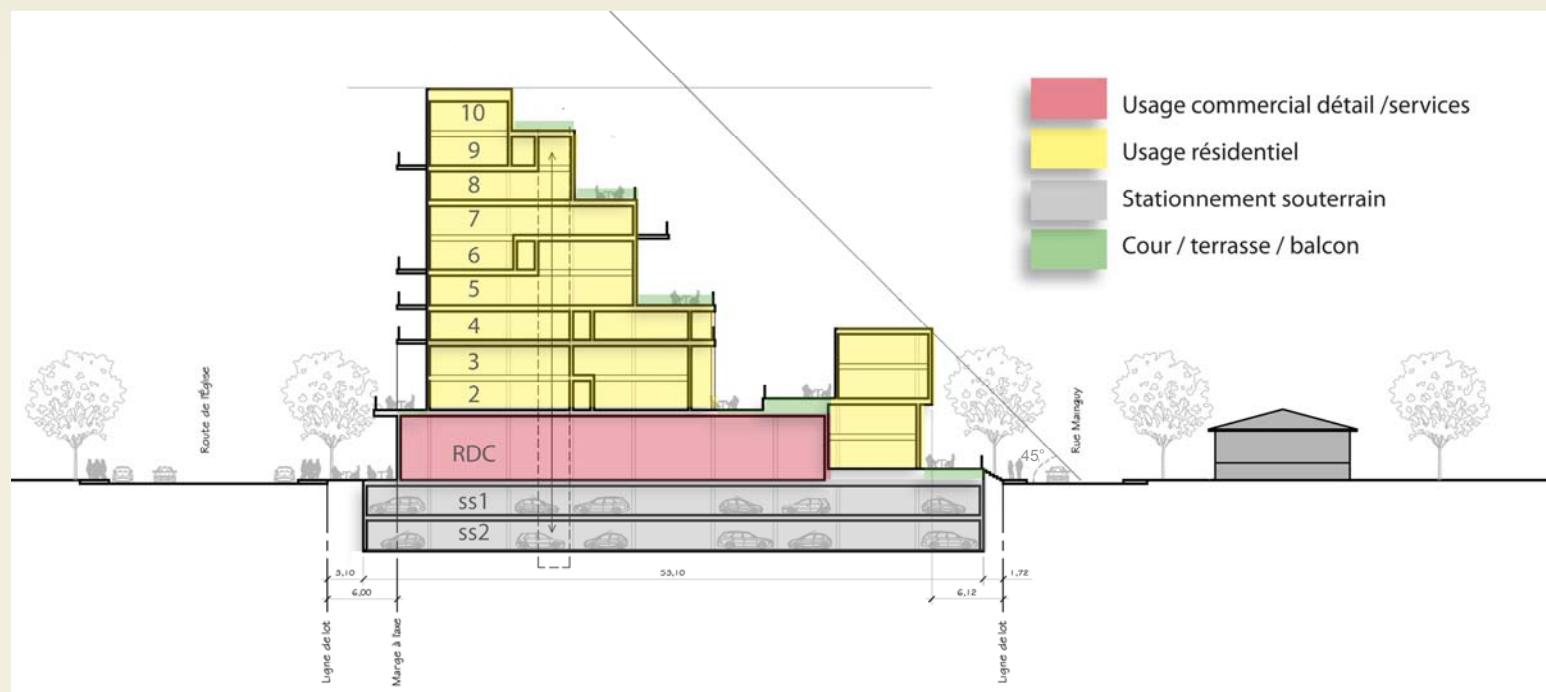 Usage commercial détail /services
Usage résidentiel
Stationnement souterrain
Cour / terrasse / balcon
10
9
8
7
6
5
4
3
2
RDC
ss1
ss2
Route de l'Église
Rue Mainguy
45°
3,10
53,10
1,72
6,00
6,12
Ligne de lot
Marge à l'axe
Ligne de lot